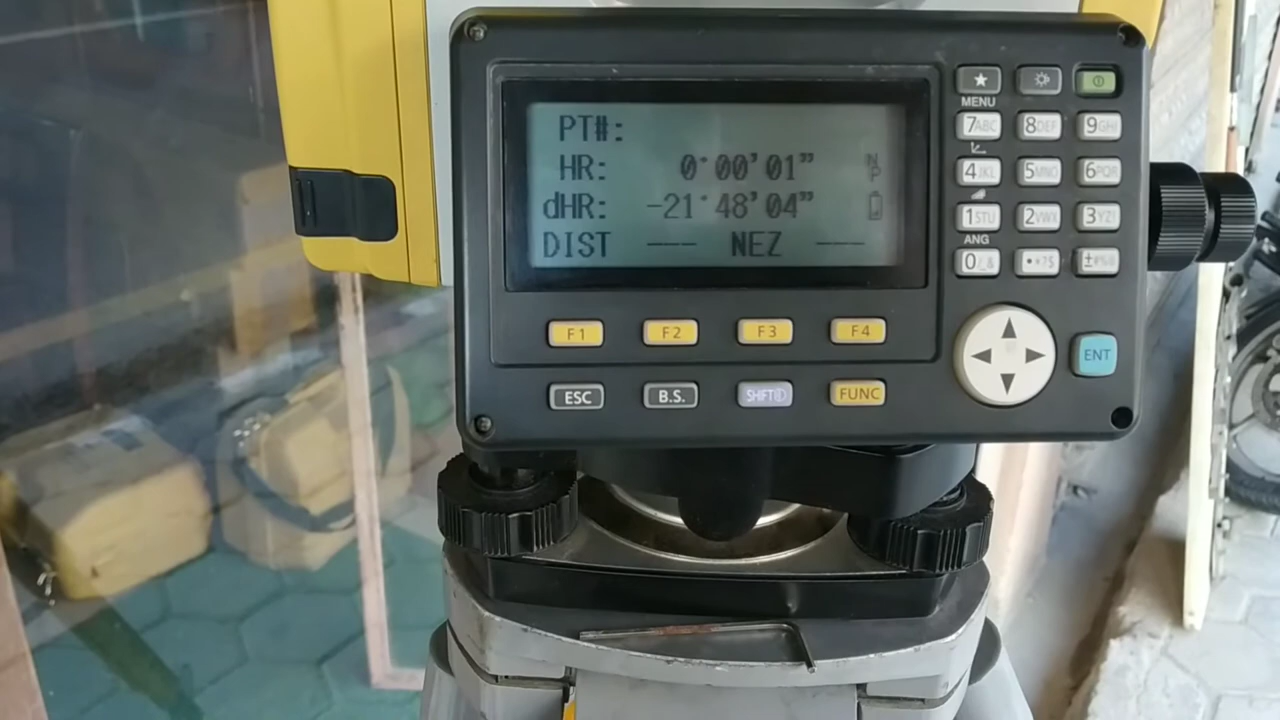 PT#:
HR: 0°00'01"
N
P
dHR: -21°48'04"
DIST --- NEZ ---
F1 F2 F3 F4
ESC B.S. SHIFT FUNC
MENU
7ABC 8DEF 9GHI
4JKL 5MNO 6PQR
1STU 2VWX 3YZ!
ANG
0/_& •*?$ ±#%@
ENT